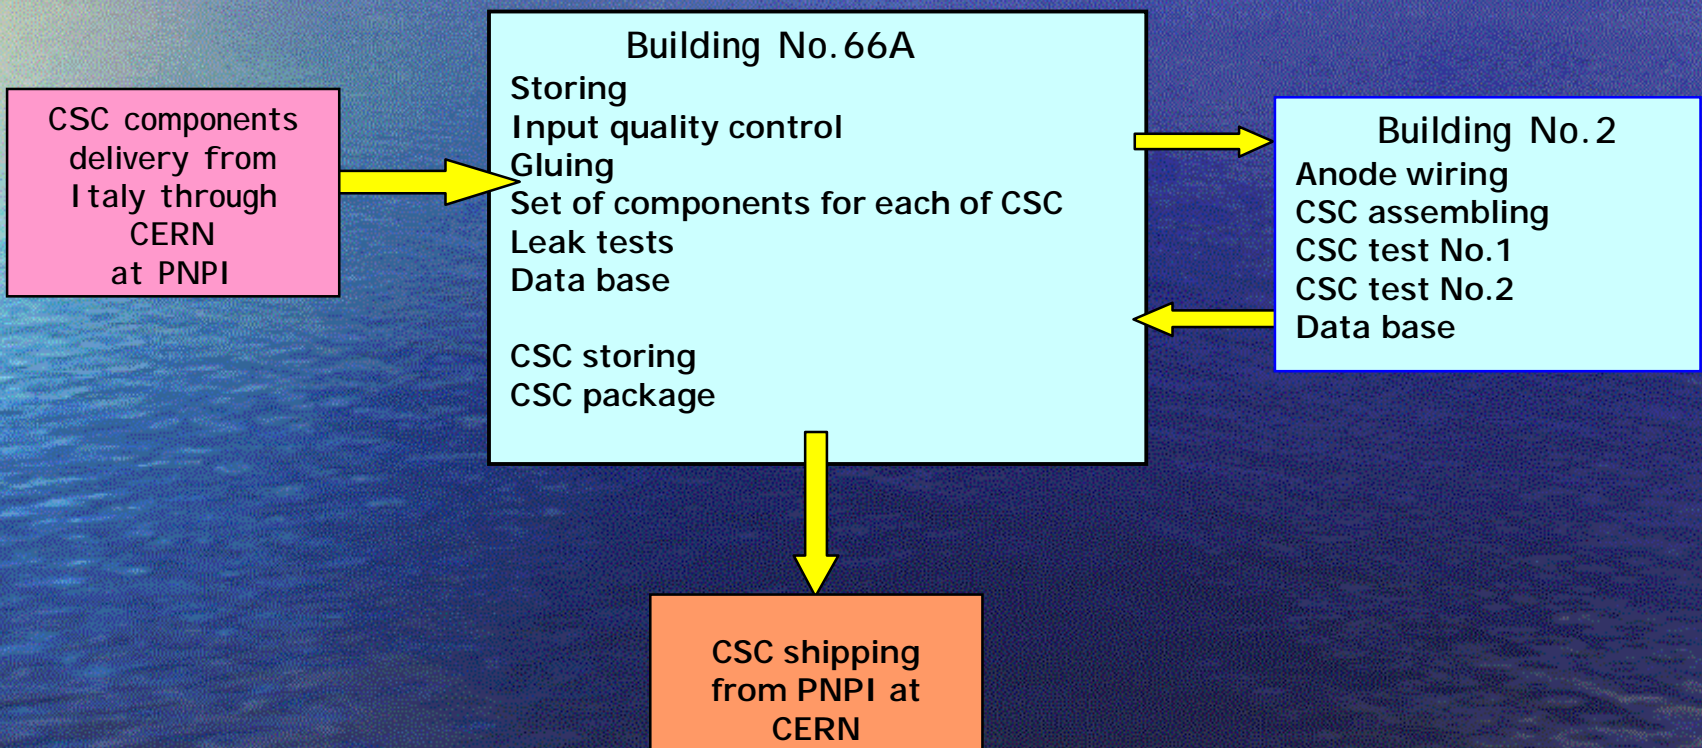 CSC components
delivery from
Italy through
CERN
at PNPI
Building No.66A
Storing
Input quality control
Gluing
Set of components for each of CSC
Leak tests
Data base
CSC storing
CSC package
Building No.2
Anode wiring
CSC assembling
CSC test No.1
CSC test No.2
Data base
CSC shipping
from PNPI at
CERN